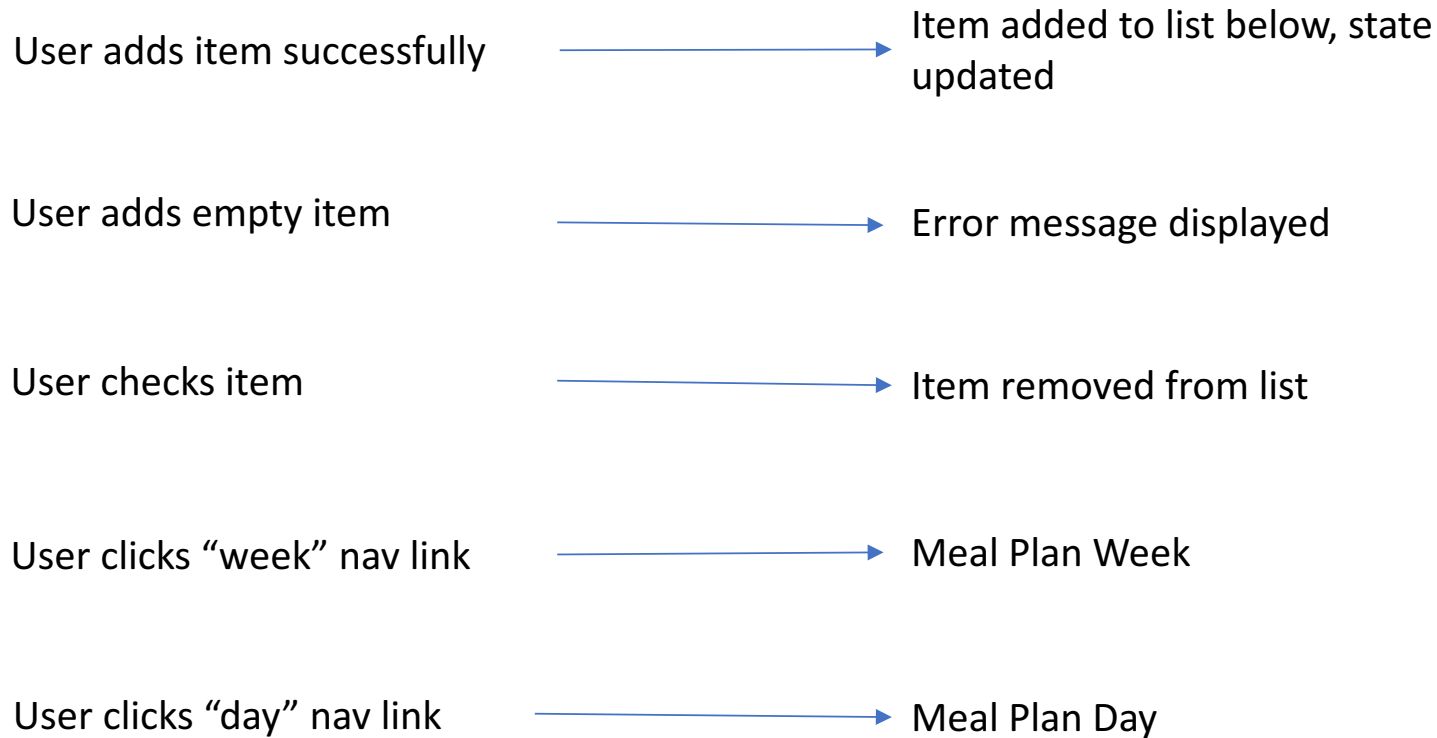 User adds item successfully
Item added to list below, state
updated
User adds empty item
Error message displayed
User checks item
Item removed from list
User clicks “week” nav link
Meal Plan Week
User clicks “day” nav link
Meal Plan Day